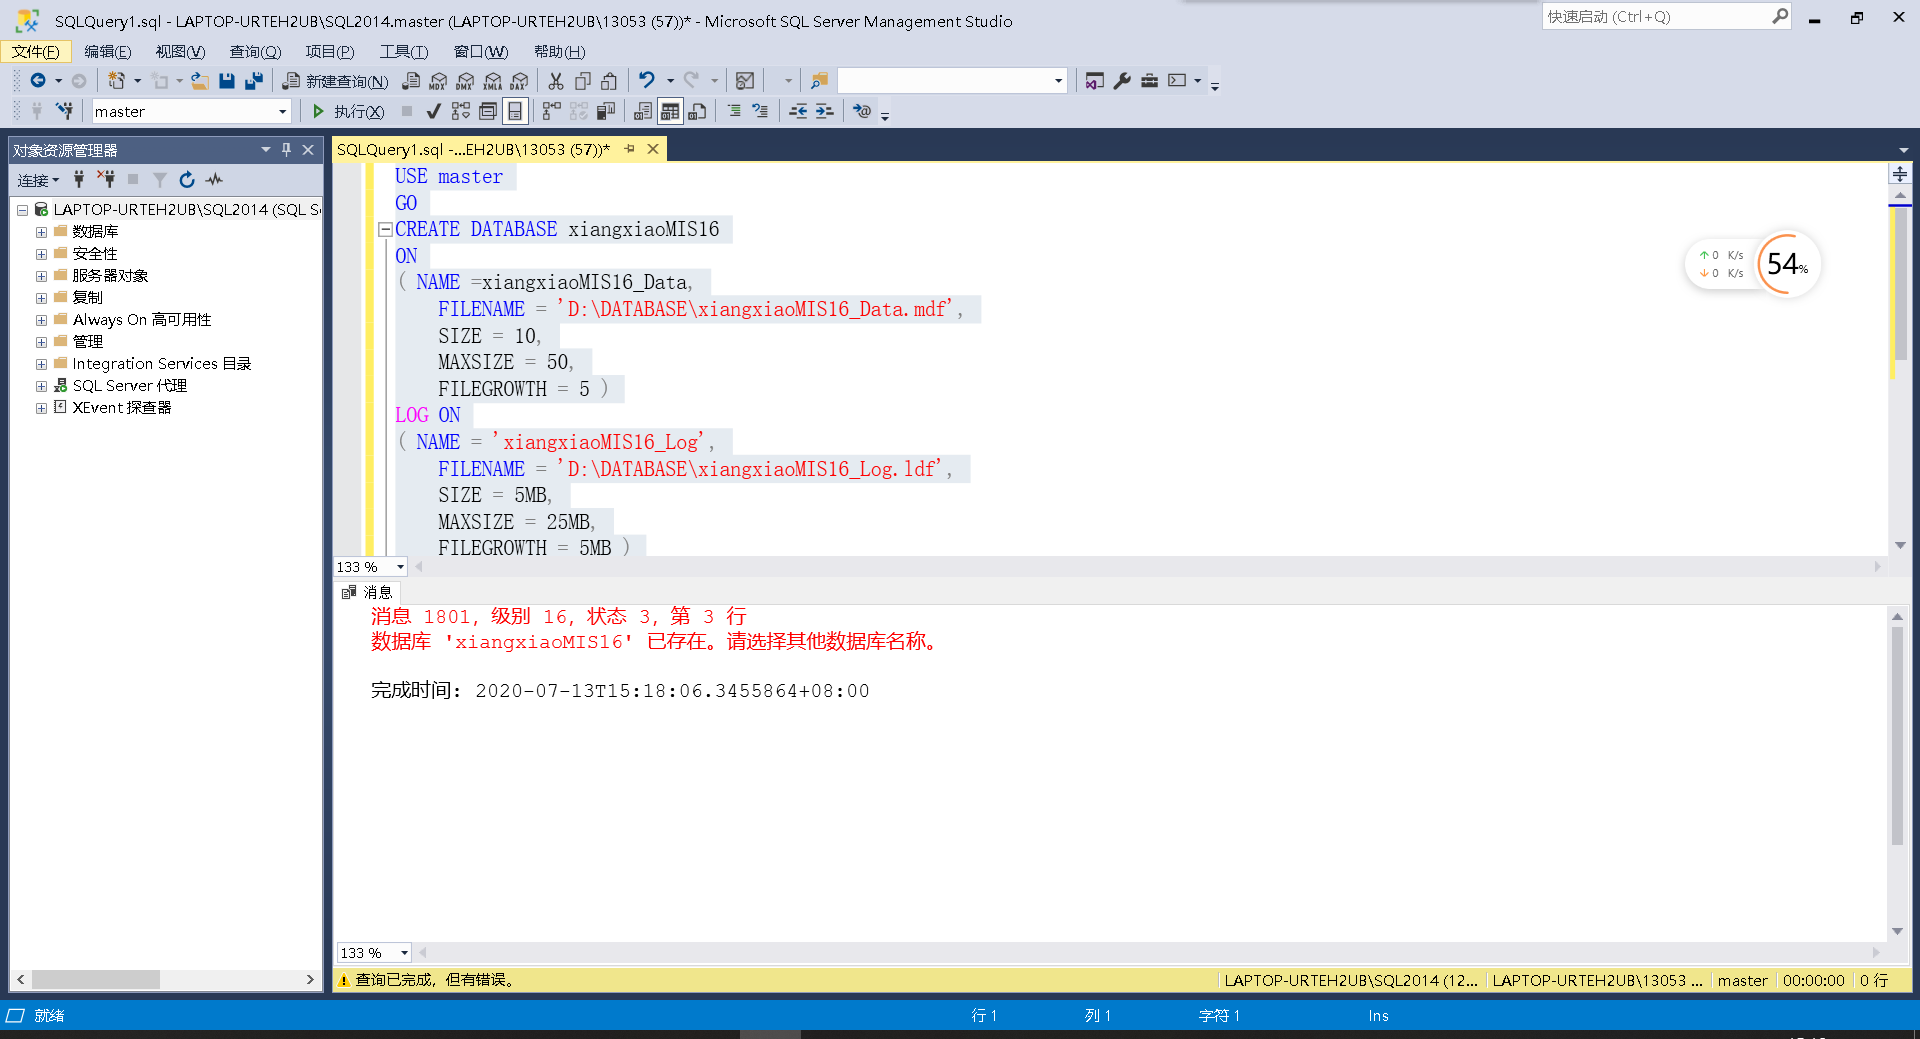 SQLQuery1.sql - LAPTOP-URTEH2UB\SQL2014.master (LAPTOP-URTEH2UB\13053 (57))* - Microsoft SQL Server Management Studio
快速启动 (Ctrl+Q)
文件(F) 编辑(E) 视图(V) 查询(Q) 项目(P) 工具(T) 窗口(W) 帮助(H)
新建查询(N) MDX DMX XMLA DAX
master 执行(X)
对象资源管理器
连接
LAPTOP-URTEH2UB\SQL2014 (SQL S
数据库
安全性
服务器对象
复制
Always On 高可用性
管理
Integration Services 目录
SQL Server 代理
XEvent 探查器
SQLQuery1.sql -...EH2UB\13053 (57))*
USE master
GO
CREATE DATABASE xiangxiaoMIS16
ON
( NAME =xiangxiaoMIS16_Data,
FILENAME = 'D:\DATABASE\xiangxiaoMIS16_Data.mdf',
SIZE = 10,
MAXSIZE = 50,
FILEGROWTH = 5 )
LOG ON
( NAME = 'xiangxiaoMIS16_Log',
FILENAME = 'D:\DATABASE\xiangxiaoMIS16_Log.ldf',
SIZE = 5MB,
MAXSIZE = 25MB,
FILEGROWTH = 5MB )
↑ 0 K/s
↓ 0 K/s
54%
133 %
消息
消息 1801, 级别 16, 状态 3, 第 3 行
数据库 'xiangxiaoMIS16' 已存在。请选择其他数据库名称。
完成时间: 2020-07-13T15:18:06.3455864+08:00
133 %
查询已完成，但有错误。 LAPTOP-URTEH2UB\SQL2014 (12... LAPTOP-URTEH2UB\13053 ... master 00:00:00 0 行
就绪 行 1 列 1 字符 1 Ins